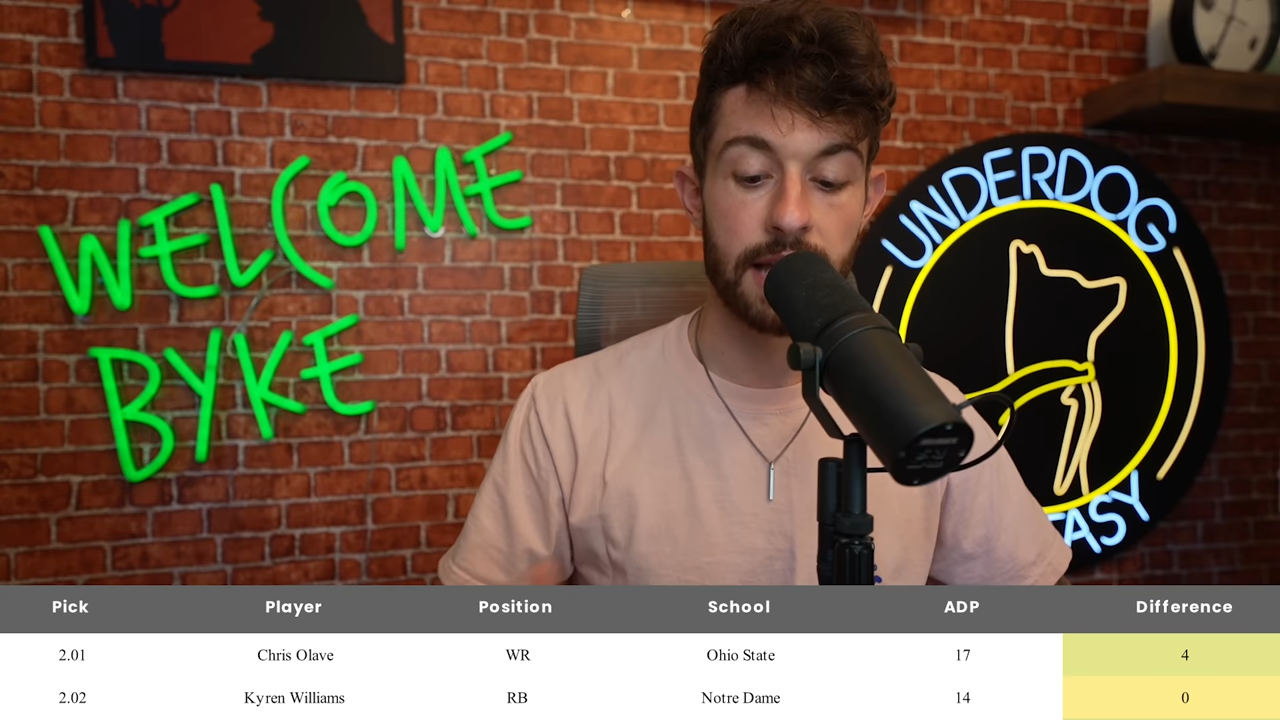 WELCOME
BYKE
UNDERDOG
TASY
Pick Player Position School ADP Difference
2.01 Chris Olave WR Ohio State 17 4
2.02 Kyren Williams RB Notre Dame 14 0